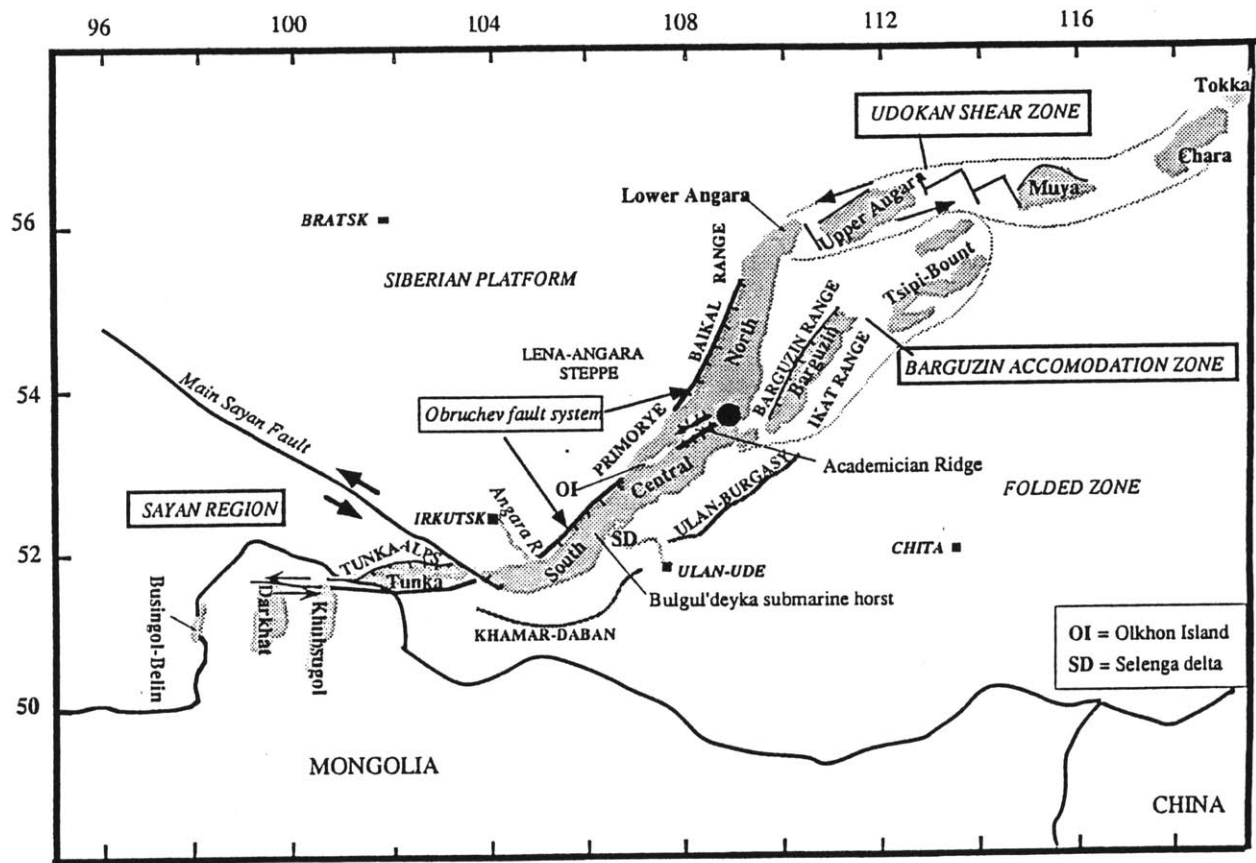 96 100 104 108 112 116
Tokka
UDOKAN SHEAR ZONE
Chara
Lower Angara
Muya
Upper Augara
56
BRATSK
Tsipi-Bount
SIBERIAN PLATFORM
BAIKAL RANGE
North
BARGUZIN RANGE
Barguzin
BARGUZIN ACCOMODATION ZONE
LENA-ANGARA
STEPPE
IKAT RANGE
54
Main Sayan Fault
Obruchev fault system
PRIMORYE
Academician Ridge
OI
Central
FOLDED ZONE
SAYAN REGION
Angara R
IRKUTSK
ULAN-BURGASY
SD
CHITA
52
TUNKA-ALPS
South
Tunka
ULAN-UDE
Bulgul'deyka submarine horst
Busingol-Belin
Darkhat
Khubsugol
KHAMAR-DABAN
OI = Olkhon Island
SD = Selenga delta
50
MONGOLIA
CHINA